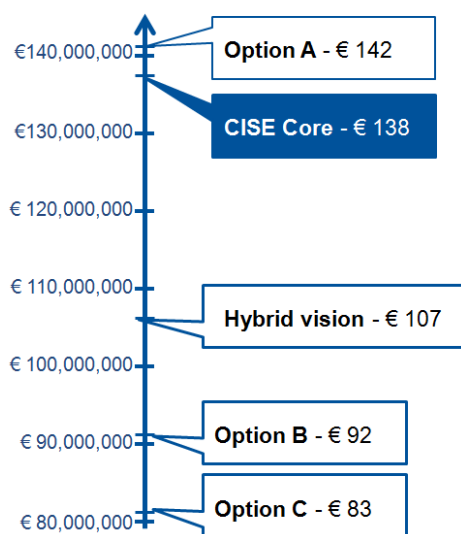 €140,000,000
Option A - € 142
CISE Core - € 138
€130,000,000
€ 120,000,000
€ 110,000,000
Hybrid vision - € 107
€ 100,000,000
Option B - € 92
€ 90,000,000
Option C - € 83
€ 80,000,000